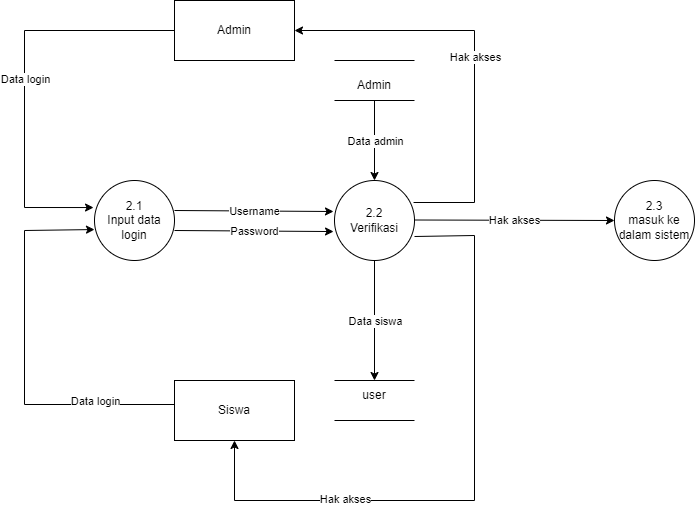 Admin
Hak akses
Data login
Admin
Data admin
2.1
Input data
login
Username
Password
2.2
Verifikasi
Hak akses
2.3
masuk ke
dalam sistem
Data siswa
user
Data login
Siswa
Hak akses